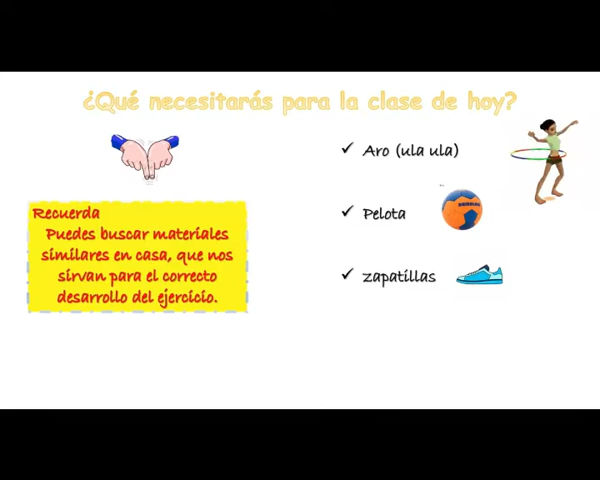 ¿Qué necesitarás para la clase de hoy?
Recuerda
Puedes buscar materiales
similares en casa, que nos
sirvan para el correcto
desarrollo del ejercicio.
✓ Aro (ula ula)
✓ Pelota
✓ zapatillas